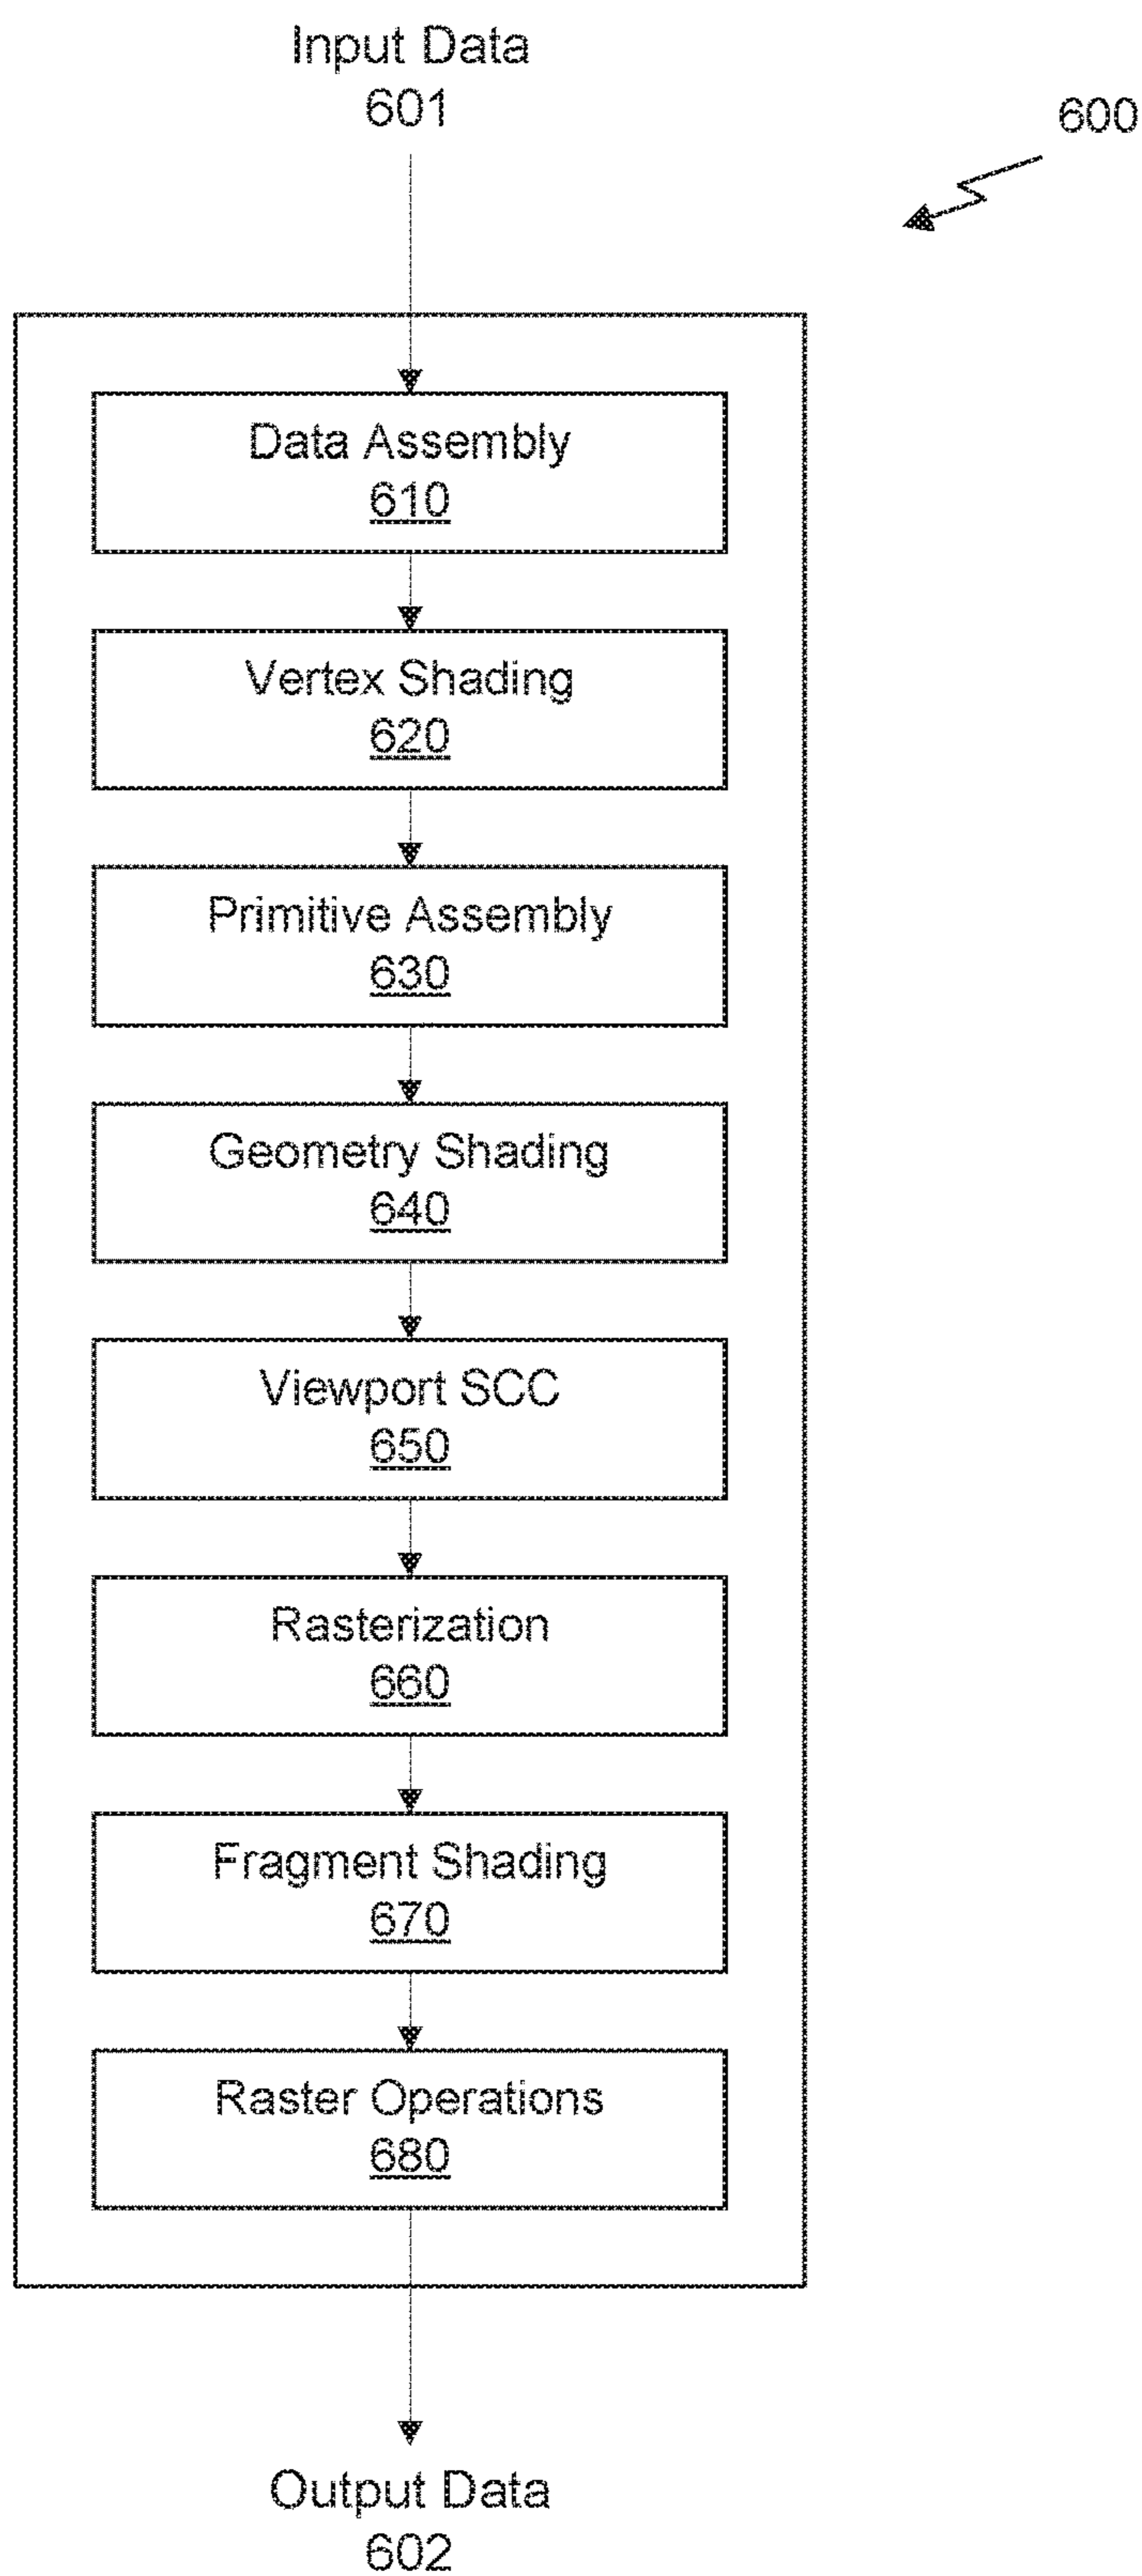 Input Data
601
600
Data Assembly
610
Vertex Shading
620
Primitive Assembly
630
Geometry Shading
640
Viewport SCC
650
Rasterization
660
Fragment Shading
670
Raster Operations
680
Output Data
602